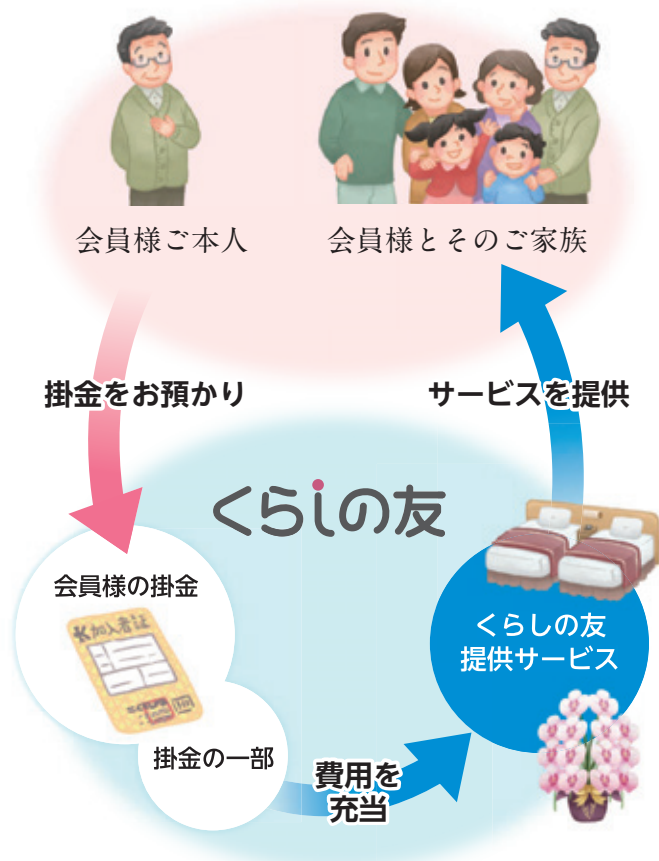 会員様ご本人
会員様とそのご家族
掛金をお預かり
サービスを提供
くらしの友
会員様の掛金
加入者証
くらしの友
提供サービス
掛金の一部
費用を
充当